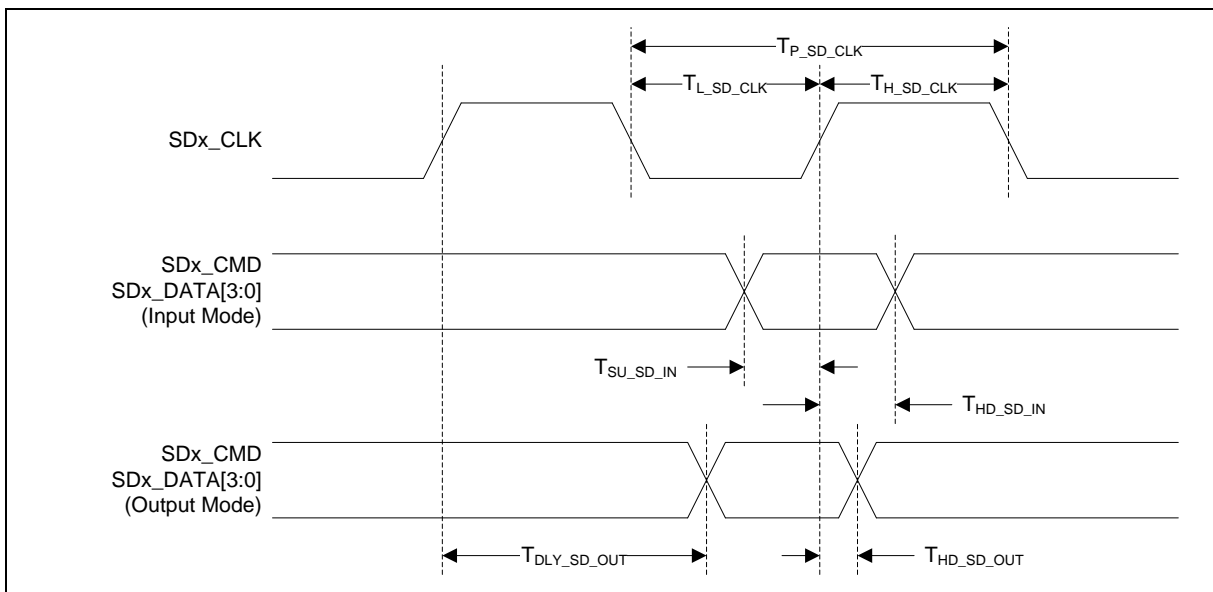 T_P_SD_CLK
T_L_SD_CLK
T_H_SD_CLK
SDx_CLK
SDx_CMD
SDx_DATA[3:0]
(Input Mode)
T_SU_SD_IN
T_HD_SD_IN
SDx_CMD
SDx_DATA[3:0]
(Output Mode)
T_DLY_SD_OUT
T_HD_SD_OUT